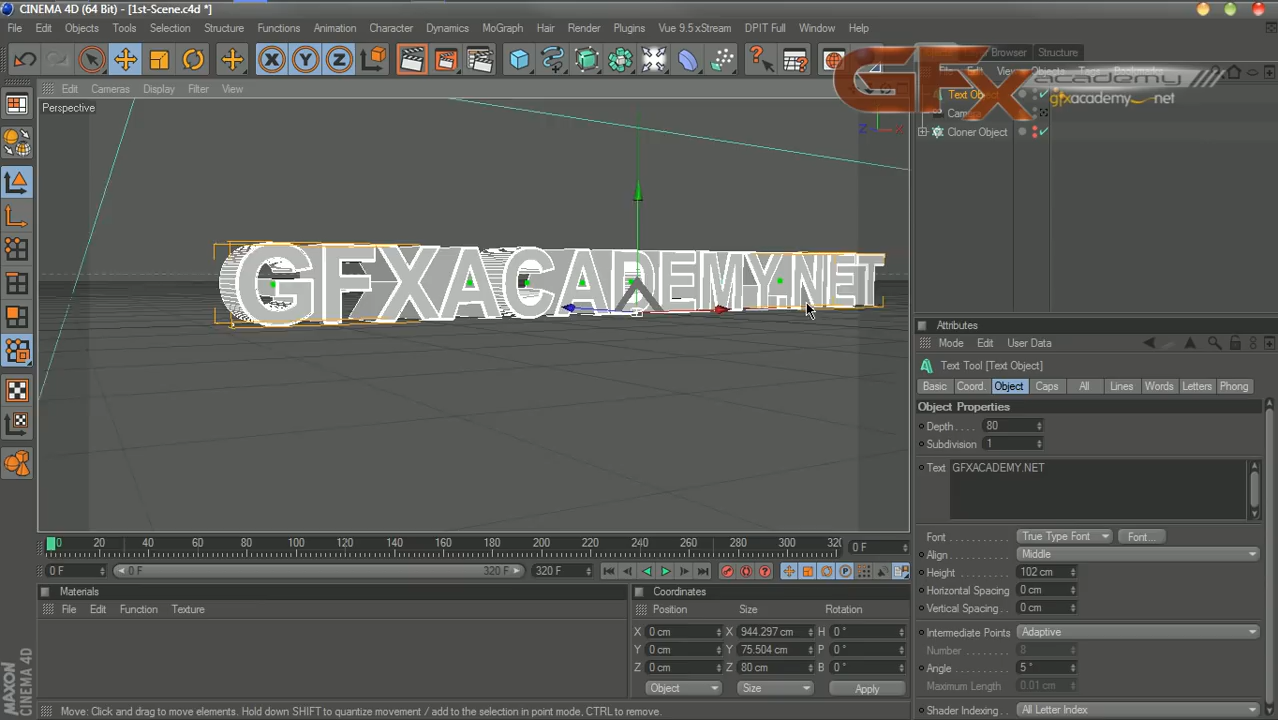 CINEMA 4D (64 Bit) - [1st-Scene.c4d *]
File Edit Objects Tools Selection Structure Functions Animation Character Dynamics MoGraph Hair Render Plugins Vue 9.5 xStream DPIT Full Window Help
Browser Structure
GFX academy
gfxacademy net
Edit Cameras Display Filter View
Objects Tags Bookmarks
Perspective
Text Object
Cloner Object
Z X
GFXACADEMY.NET
Attributes
Mode Edit User Data
Text Tool [Text Object]
Basic Coord. Object Caps All Lines Words Letters Phong
Object Properties
Depth . . . . 80
Subdivision 1
Text GFXACADEMY.NET
Font True Type Font Font...
Align Middle
Height 102 cm
Horizontal Spacing 0 cm
Vertical Spacing . . 0 cm
Intermediate Points Adaptive
Number 8
Angle 5 °
Maximum Length 0.01 cm
Shader Indexing All Letter Index
0 20 40 60 80 100 120 140 160 180 200 220 240 260 280 300 32 0 F
0 F 0 F 320 F 320 F
Materials
File Edit Function Texture
Coordinates
Position Size Rotation
X 0 cm X 944.297 cm H 0 °
Y 0 cm Y 75.504 cm P 0 °
Z 0 cm Z 80 cm B 0 °
Object Size Apply
MAXON
CINEMA 4D
Move: Click and drag to move elements. Hold down SHIFT to quantize movement / add to the selection in point mode, CTRL to remove.